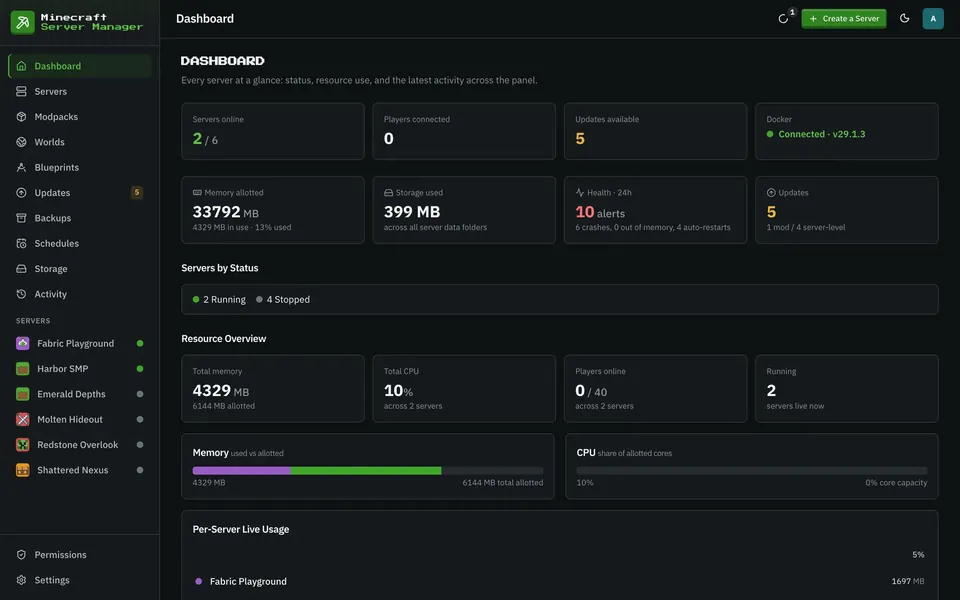 Minecraft
Server Manager
Dashboard
1
+ Create a Server
A
Dashboard
Servers
Modpacks
Worlds
Blueprints
Updates 5
Backups
Schedules
Storage
Activity
SERVERS
Fabric Playground
Harbor SMP
Emerald Depths
Molten Hideout
Redstone Overlook
Shattered Nexus
Permissions
Settings
DASHBOARD
Every server at a glance: status, resource use, and the latest activity across the panel.
Servers online
2 / 6
Players connected
0
Updates available
5
Docker
Connected · v29.1.3
Memory allotted
33792 MB
4329 MB in use · 13% used
Storage used
399 MB
across all server data folders
Health · 24h
10 alerts
6 crashes, 0 out of memory, 4 auto-restarts
Updates
5
1 mod / 4 server-level
Servers by Status
2 Running 4 Stopped
Resource Overview
Total memory
4329 MB
6144 MB allotted
Total CPU
10%
across 2 servers
Players online
0 / 40
across 2 servers
Running
2
servers live now
Memory used vs allotted
4329 MB 6144 MB total allotted
CPU share of allotted cores
10% 0% core capacity
Per-Server Live Usage
5%
Fabric Playground 1697 MB